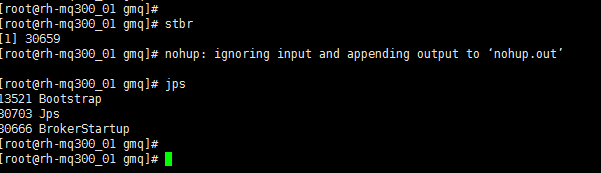 [root@rh-mq300_01 gmq]#
[root@rh-mq300_01 gmq]# stbr
[1] 30659
[root@rh-mq300_01 gmq]# nohup: ignoring input and appending output to ‘nohup.out’

[root@rh-mq300_01 gmq]# jps
13521 Bootstrap
30703 Jps
30666 BrokerStartup
[root@rh-mq300_01 gmq]#
[root@rh-mq300_01 gmq]#